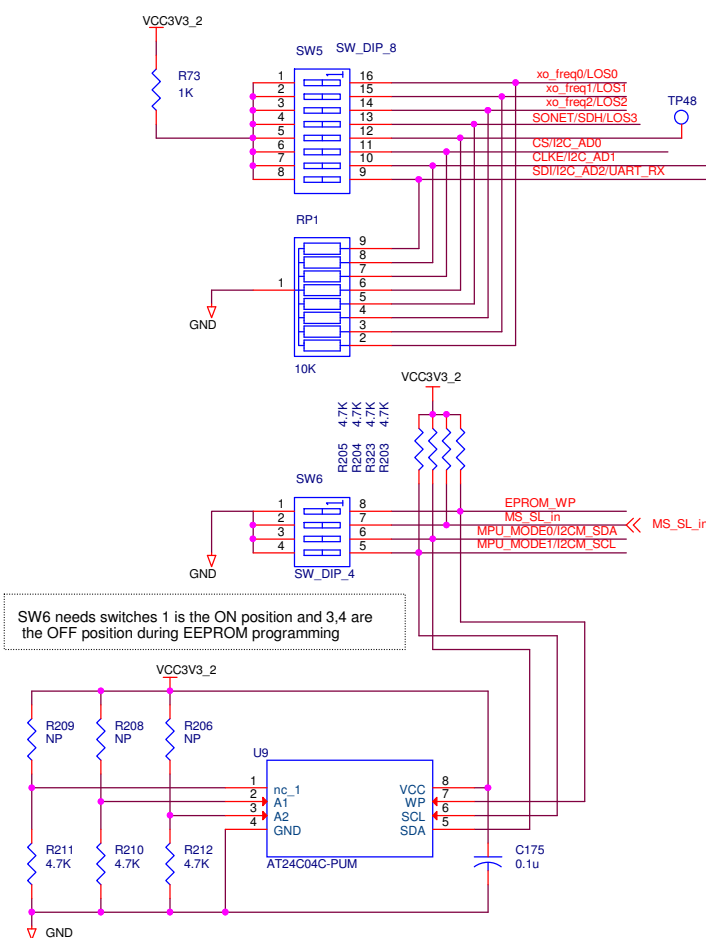 VCC3V3_2
R73
1K
SW5
SW_DIP_8
1
2
3
4
5
6
7
8
1
16
15
14
13
12
11
10
9
xo_freq0/LOS0
xo_freq1/LOS1
xo_freq2/LOS2
SONET/SDH/LOS3
CS/I2C_AD0
CLKE/I2C_AD1
SDI/I2C_AD2/UART_RX
TP48
RP1
1
9
8
7
6
5
4
3
2
GND
10K
VCC3V3_2
R205 4.7K
R204 4.7K
R323 4.7K
R203 4.7K
SW6
1
2
3
4
1
8
7
6
5
EPROM_WP
MS_SL_in
MPU_MODE0/I2CM_SDA
MPU_MODE1/I2CM_SCL
MS_SL_in
GND
SW_DIP_4
SW6 needs switches 1 is the ON position and 3,4 are
the OFF position during EEPROM programming
VCC3V3_2
R209
NP
R208
NP
R206
NP
U9
1
2
3
4
nc_1
A1
A2
GND
VCC
WP
SCL
SDA
8
7
6
5
AT24C04C-PUM
R211
4.7K
R210
4.7K
R212
4.7K
C175
0.1u
GND